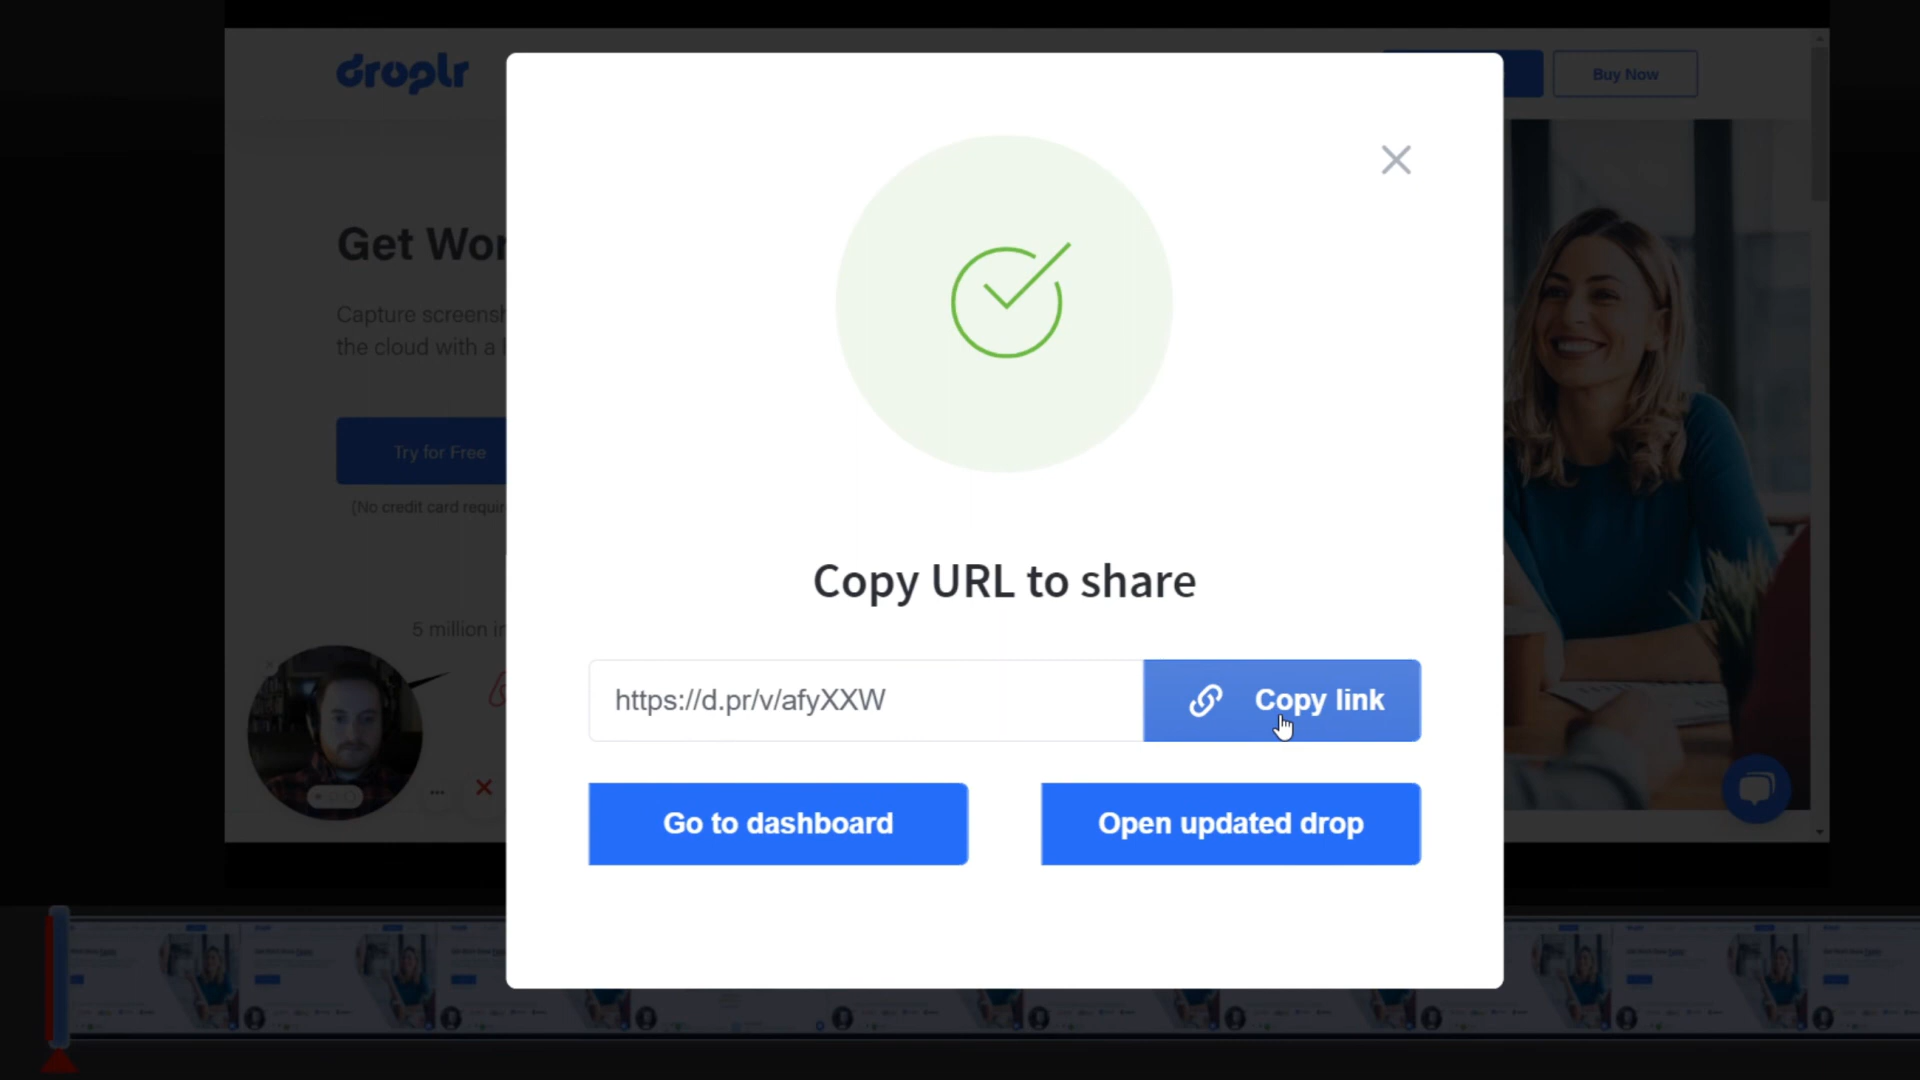 droplr
Buy Now
Get Wor
Capture screensh
the cloud with a
Try for Free
(No credit card requir
5 million in
Copy URL to share
https://d.pr/v/afyXXW
Copy link
Go to dashboard
Open updated drop